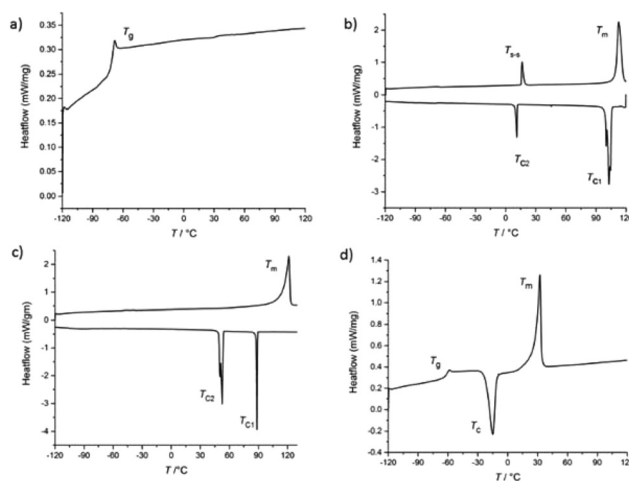 a)
Tg
0.35
0.30
0.25
0.20
0.15
0.10
0.05
0.00
Heatflow (mW/mg)
-120 -90 -60 -30 0 30 60 90 120
T / °C
b)
Tm
Ts-s
TC2
TC1
2
1
0
-1
-2
-3
Heatflow (mW/mg)
-120 -90 -60 -30 0 30 60 90 120
T / °C
c)
Tm
TC2
TC1
3
2
1
0
-1
-2
-3
-4
Heatflow (mW/gm)
-120 -90 -60 -30 0 30 60 90 120
T / °C
d)
Tm
Tg
Tc
1.4
1.2
1.0
0.8
0.6
0.4
0.2
0.0
-0.2
-0.4
Heatflow (mW/mg)
-120 -90 -60 -30 0 30 60 90 120
T / °C